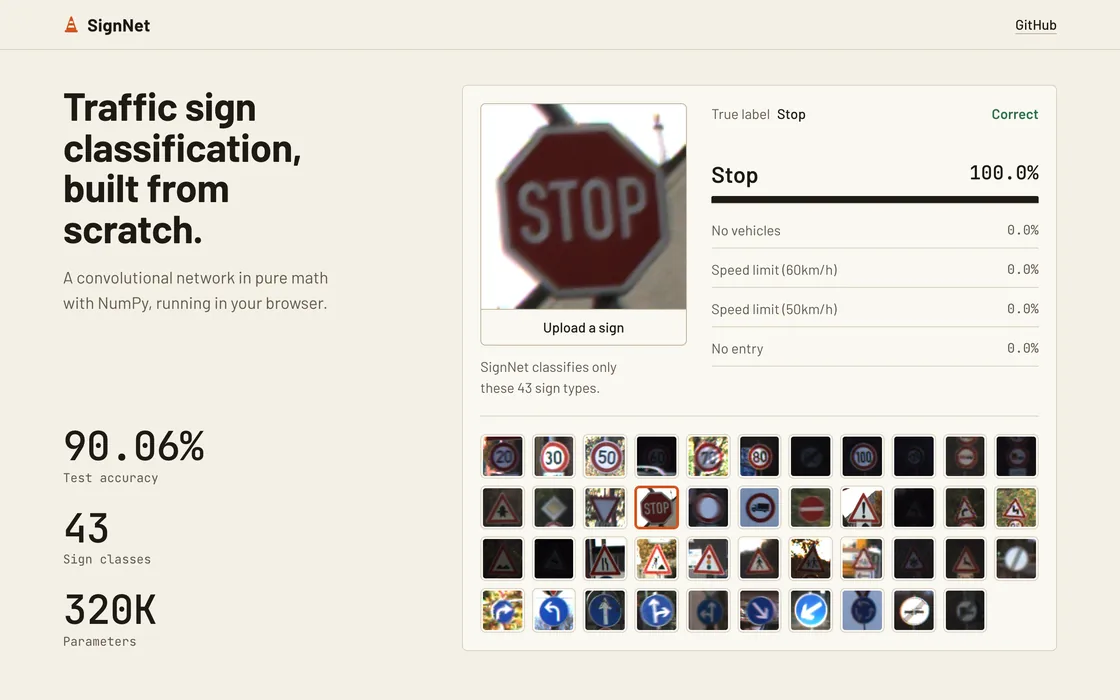 SignNet
GitHub
Traffic sign
classification,
built from
scratch.
A convolutional network in pure math
with NumPy, running in your browser.
90.06%
Test accuracy
43
Sign classes
320K
Parameters
STOP
Upload a sign
SignNet classifies only
these 43 sign types.
True label Stop
Correct
Stop
100.0%
No vehicles
0.0%
Speed limit (60km/h)
0.0%
Speed limit (50km/h)
0.0%
No entry
0.0%
20
30
50
70
80
100
STOP